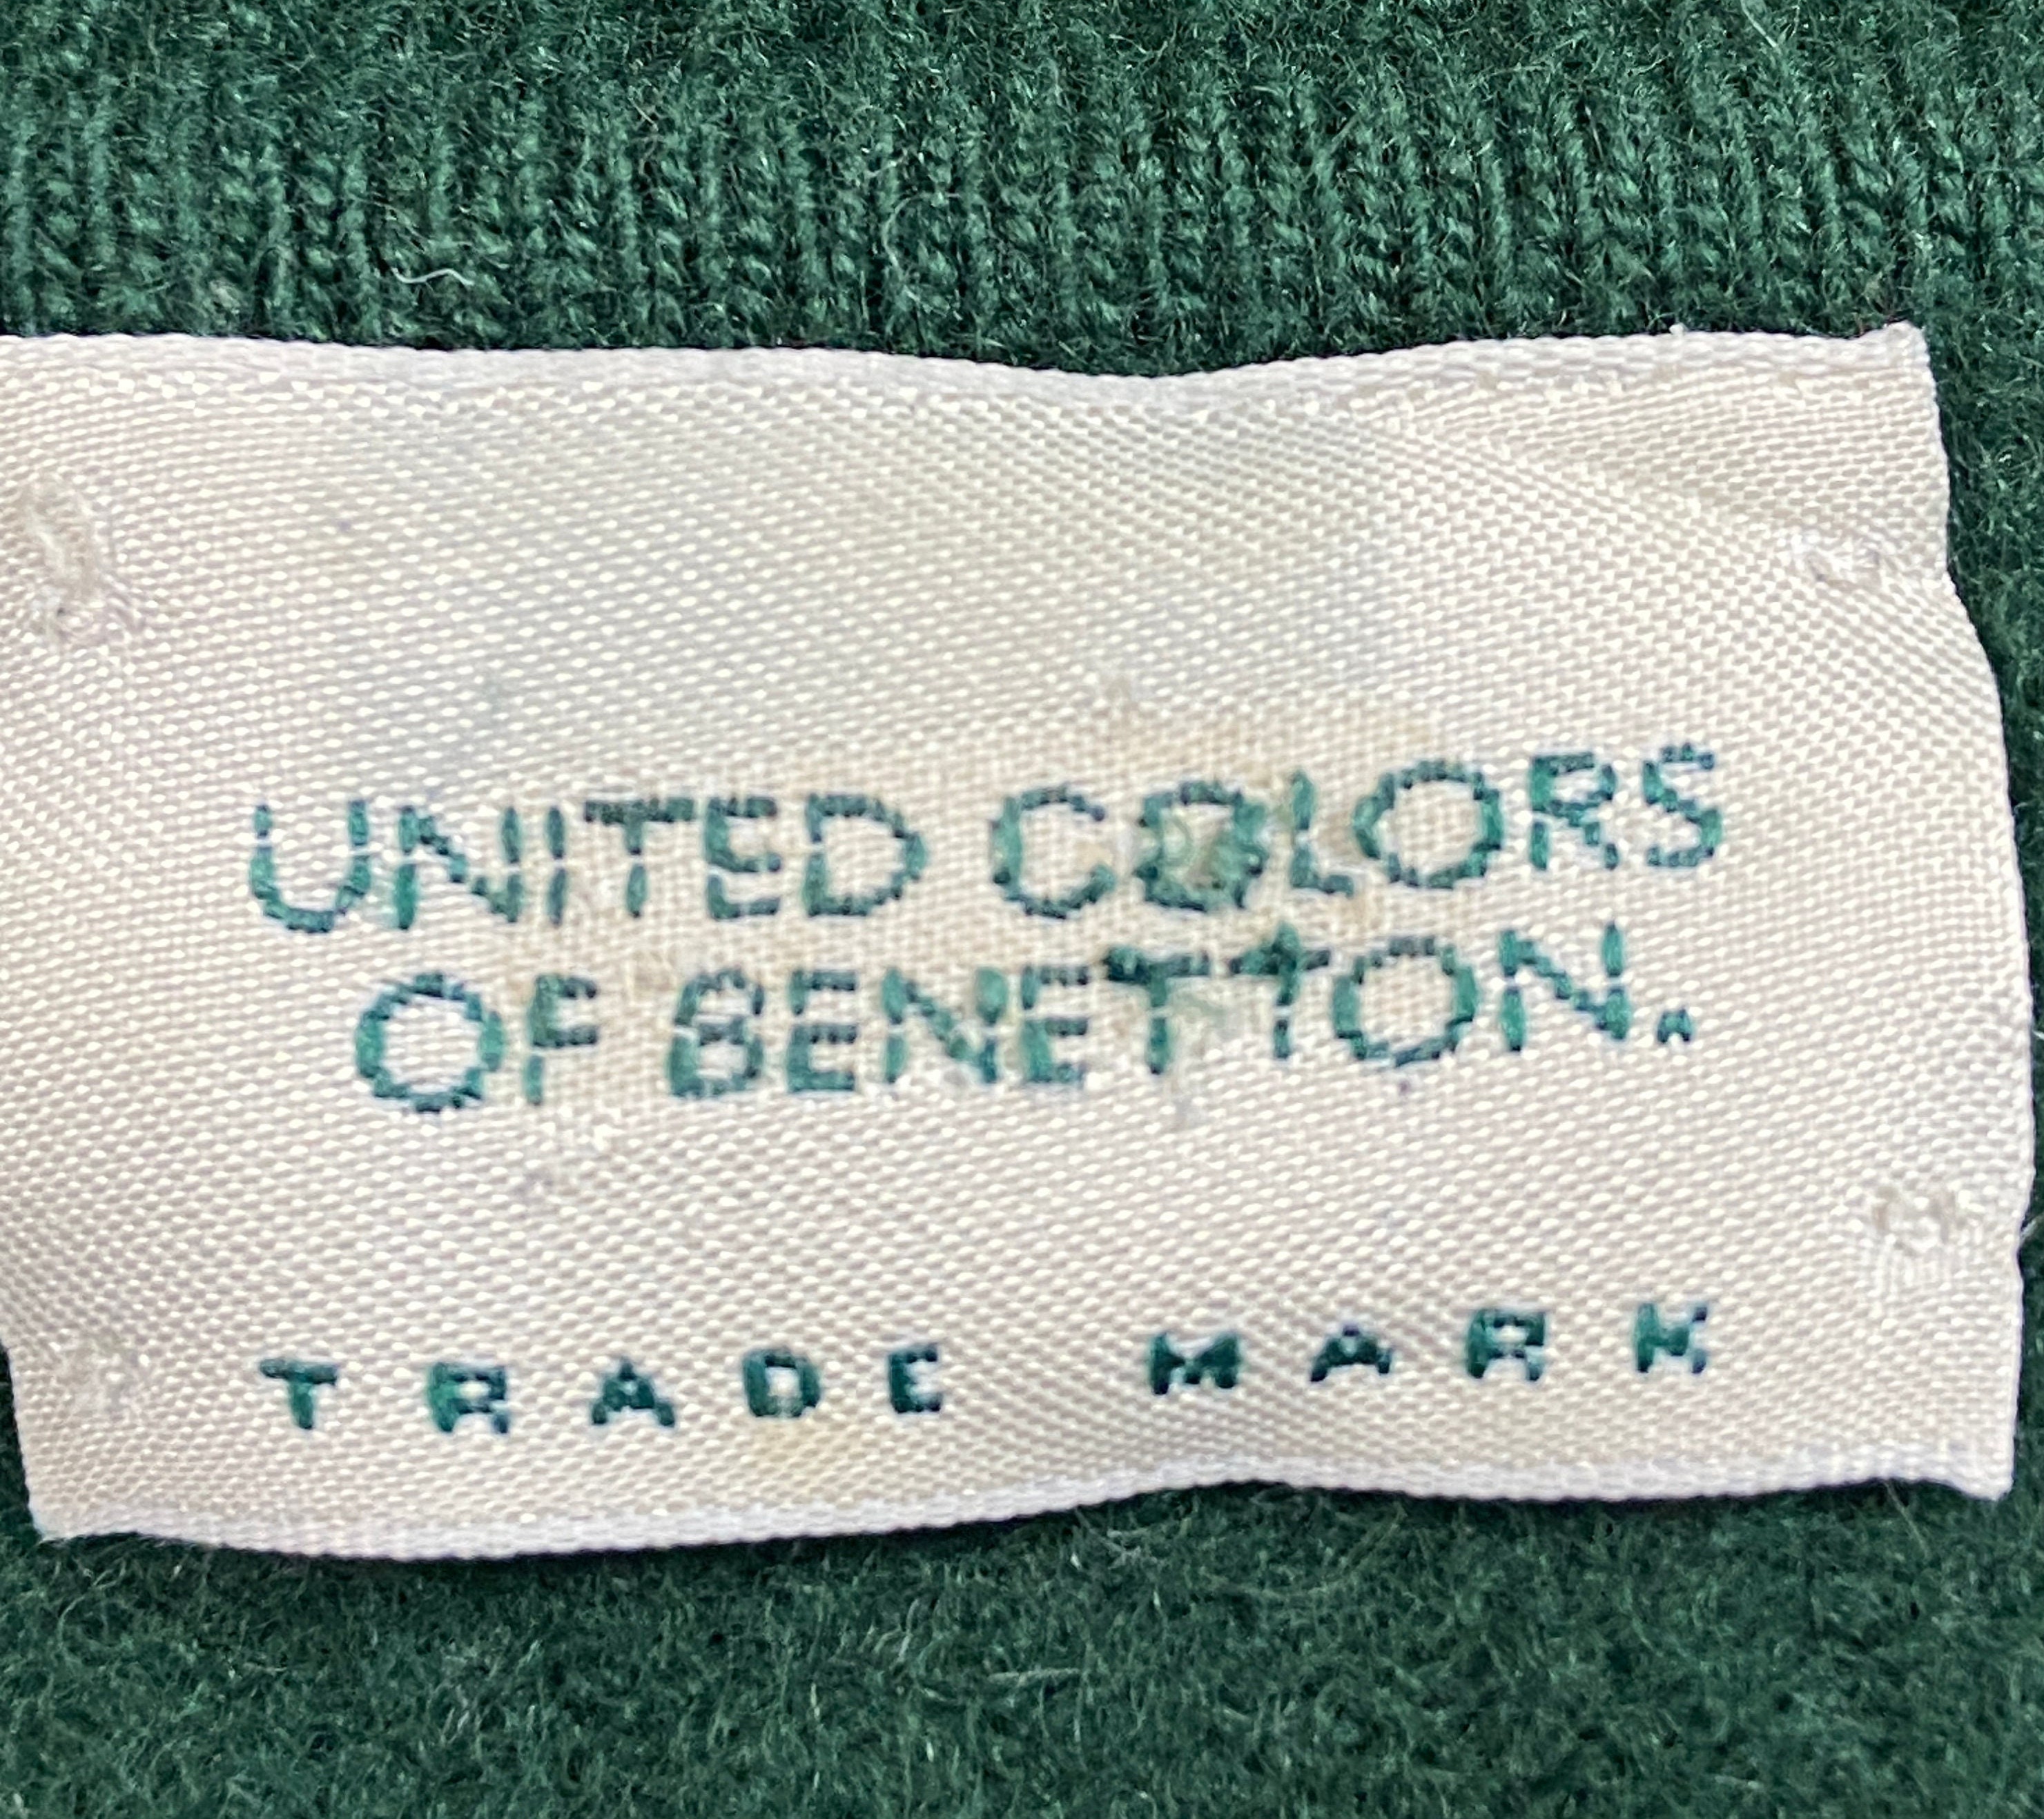 UNITED COLORS
OF BENETTON.
TRADE MARK